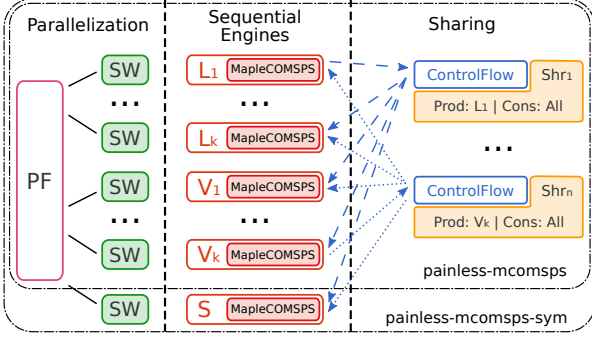 Parallelization
Sequential
Engines
Sharing
PF
SW
...
SW
SW
...
SW
SW
L1 MapleCOMSPS
...
Lk MapleCOMSPS
V1 MapleCOMSPS
...
Vk MapleCOMSPS
S MapleCOMSPS
ControlFlow Shr1
Prod: L1 | Cons: All
...
ControlFlow Shrn
Prod: Vk | Cons: All
painless-mcomsps
painless-mcomsps-sym